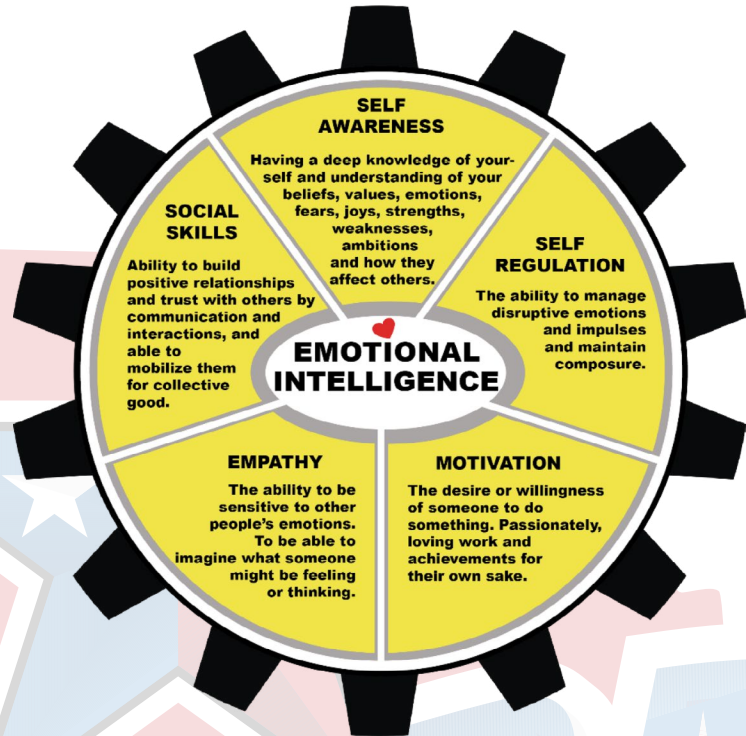 SELF
AWARENESS
Having a deep knowledge of your-
self and understanding of your
beliefs, values, emotions,
fears, joys, strengths,
weaknesses,
ambitions
and how they
affect others.
SELF
REGULATION
The ability to manage
disruptive emotions
and impulses
and maintain
composure.
MOTIVATION
The desire or willingness
of someone to do
something. Passionately,
loving work and
achievements for
their own sake.
EMPATHY
The ability to be
sensitive to other
people's emotions.
To be able to
imagine what someone
might be feeling
or thinking.
SOCIAL
SKILLS
Ability to build
positive relationships
and trust with others by
communication and
interactions, and
able to
mobilize them
for collective
good.
EMOTIONAL
INTELLIGENCE